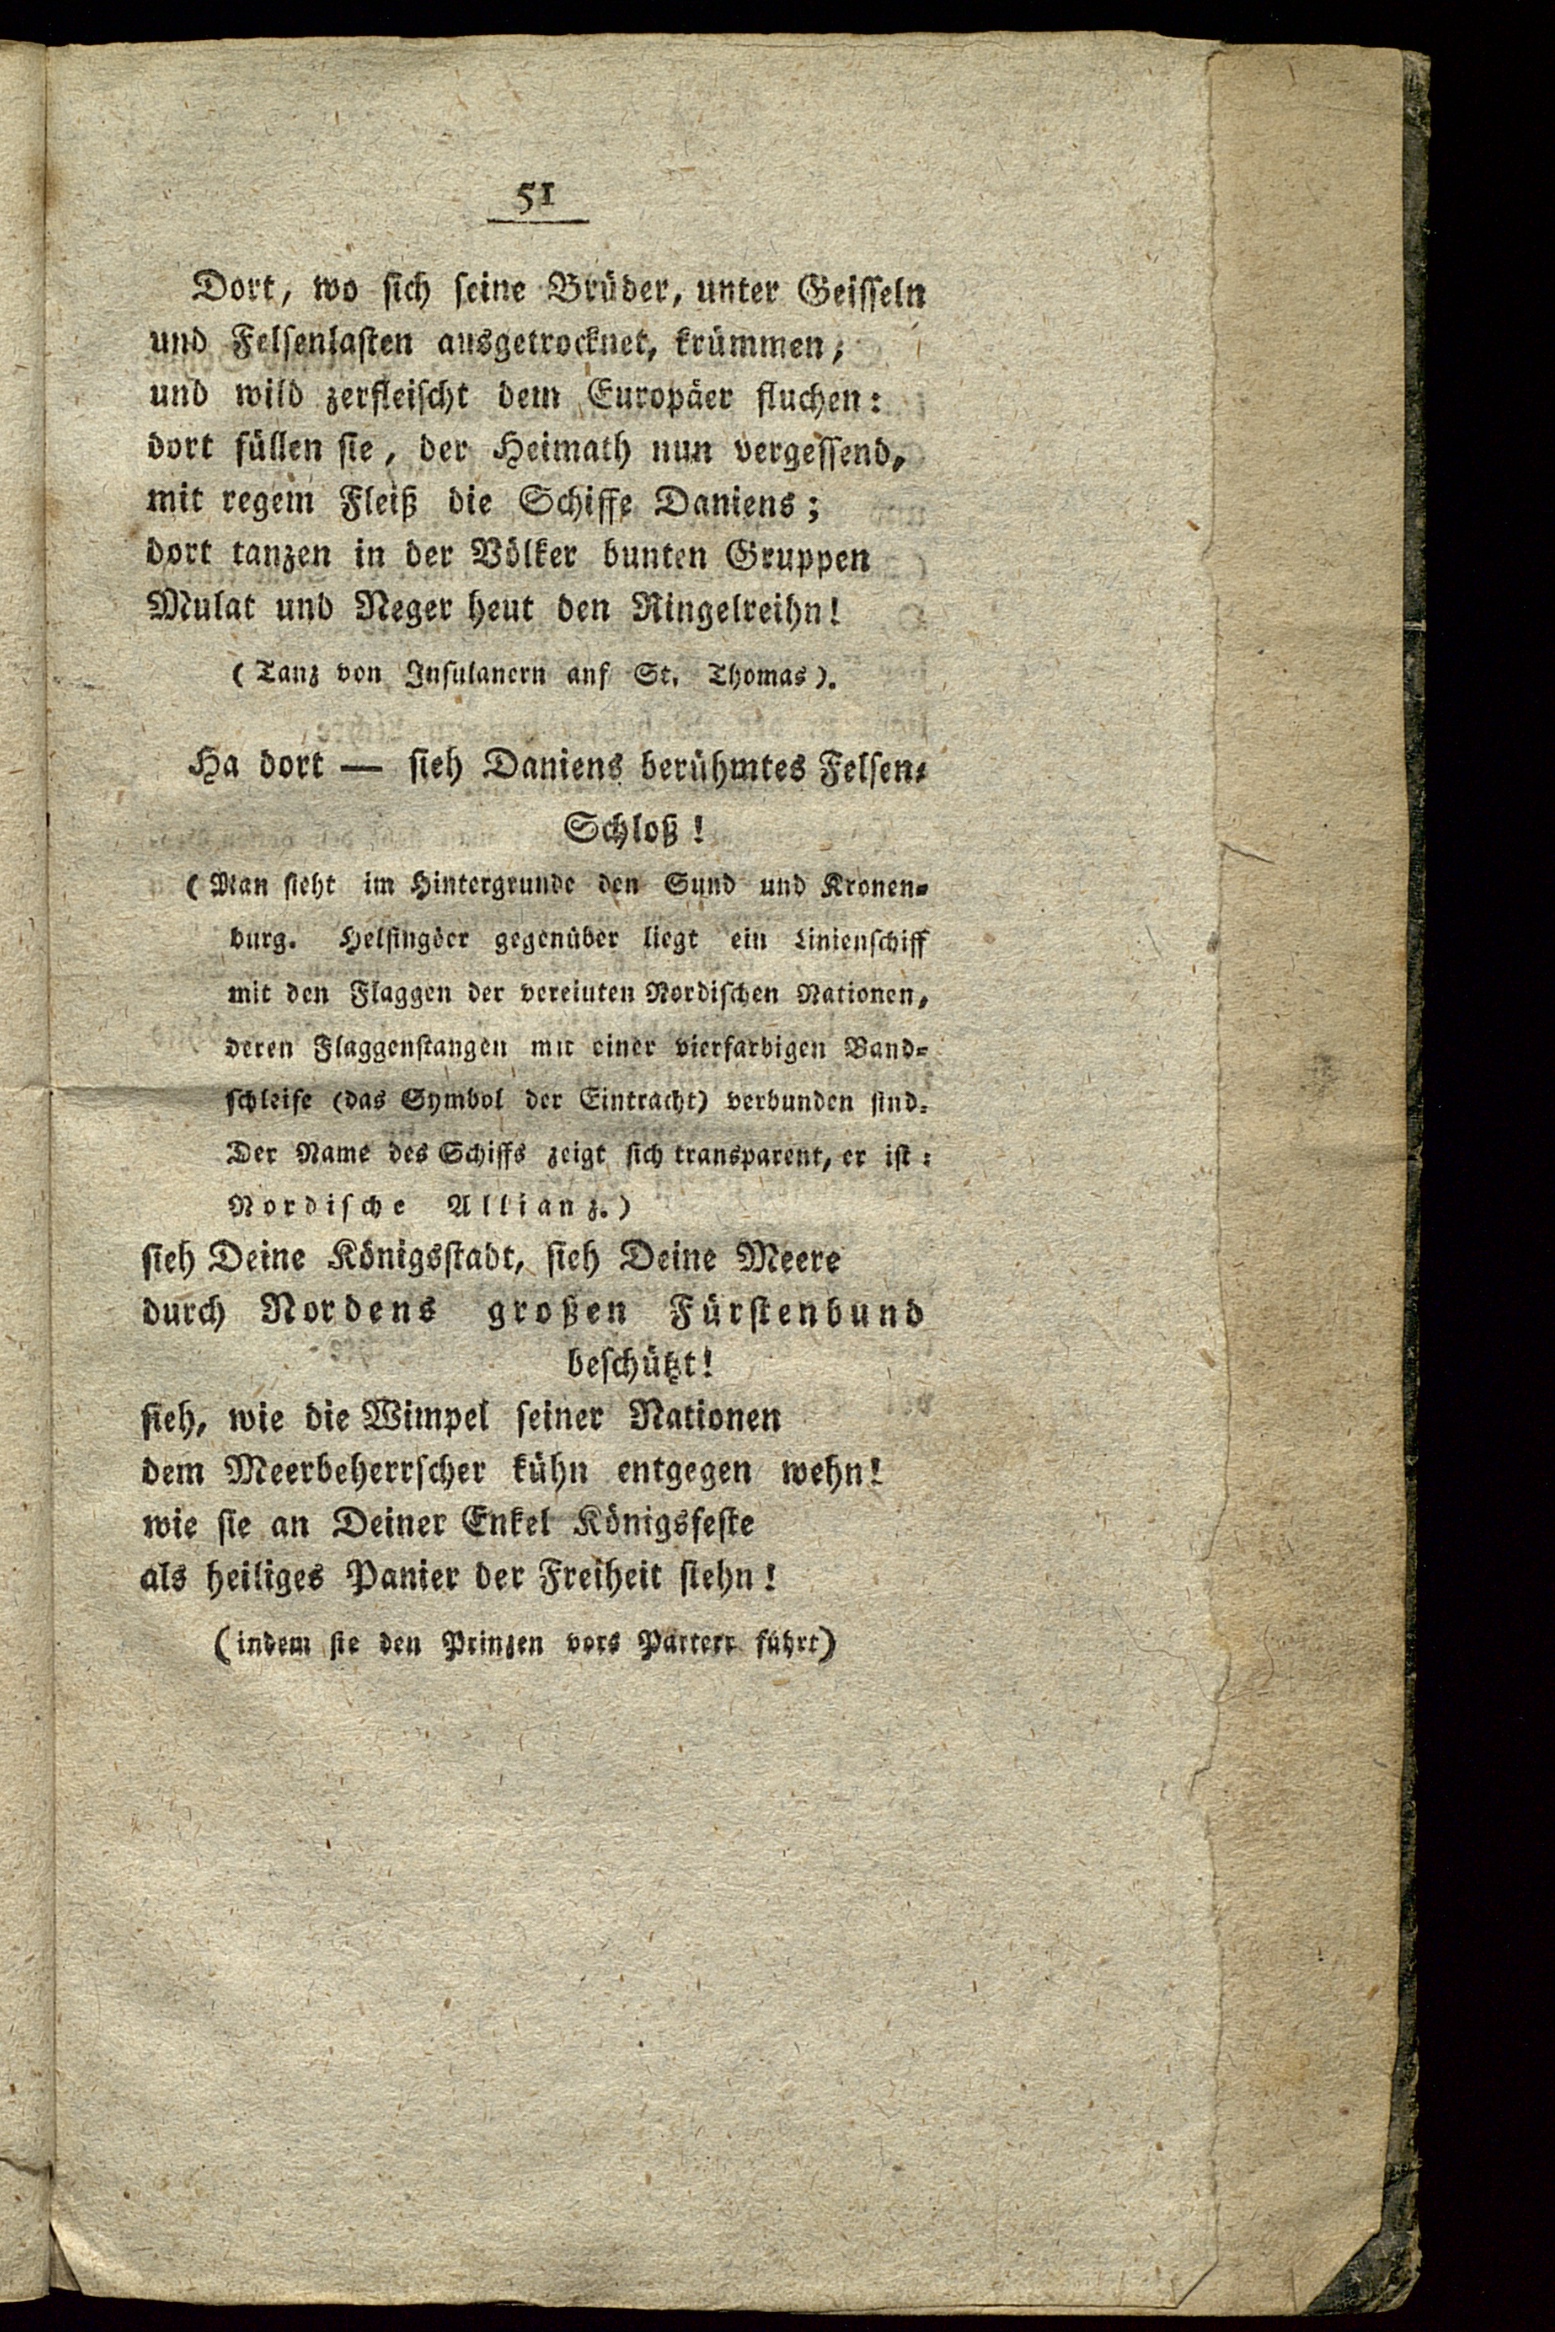 51
Dort, wo sich seine Brüder, unter Geisseln
und Felsenlasten ausgetrocknet, krümmen,
und wild zerfleischt dem Europäer fluchen:
dort füllen sie, der Heimath nun vergessend,
mit regem Fleiß die Schiffe Daniens;
dort tanzen in der Völker bunten Gruppen
Mulat und Neger heut den Ringelreihn!
(Tanz von Insulanern auf St. Thomas).
Ha dort — sieh Daniens berühmtes Felsen-
Schloß!
(Man sieht im Hintergrunde den Sund und Kronen-
burg. Helsingöer gegenüber liegt ein Linienschiff
mit den Flaggen der vereinten Nordischen Nationen,
deren Flaggenstangen mit einer vierfarbigen Band-
schleife (das Symbol der Eintracht) verbunden sind.
Der Name des Schiffs zeigt sich transparent, er ist:
Nordische Allianz.)
sieh Deine Königsstadt, sieh Deine Meere
durch Nordens großen Fürstenbund
beschützt!
sieh, wie die Wimpel seiner Nationen
dem Meerbeherrscher kühn entgegen wehn!
wie sie an Deiner Enkel Königsfeste
als heiliges Panier der Freiheit stehn!
(indem sie den Prinzen vors Parterr führt)